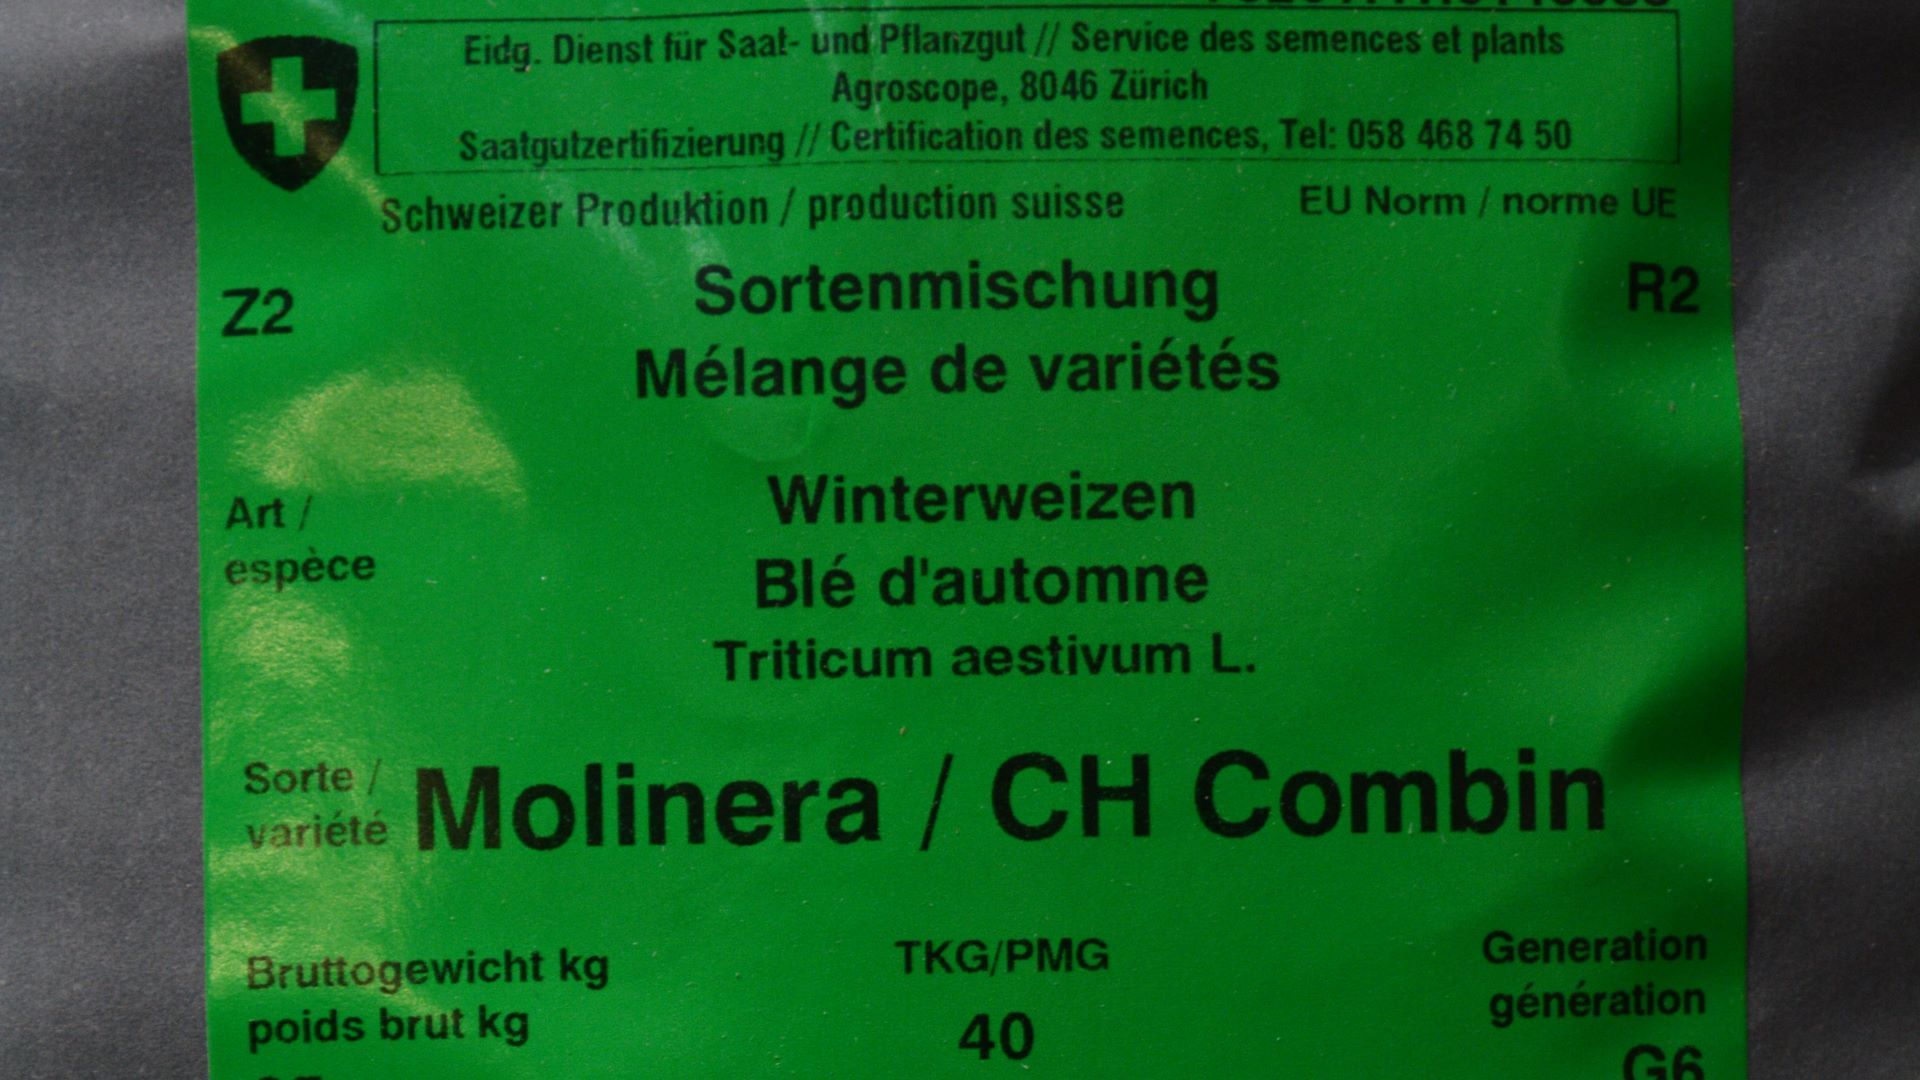 Eidg. Dienst für Saat- und Pflanzgut // Service des semences et plants
Agroscope, 8046 Zürich
Saatgutzertifizierung // Certification des semences, Tel: 058 468 74 50
Schweizer Produktion / production suisse EU Norm / norme UE
Z2 Sortenmischung R2
Mélange de variétés
Art / Winterweizen
espèce Blé d'automne
Triticum aestivum L.
Sorte / Molinera / CH Combin
variété
Bruttogewicht kg TKG/PMG Generation
poids brut kg 40 génération
G6